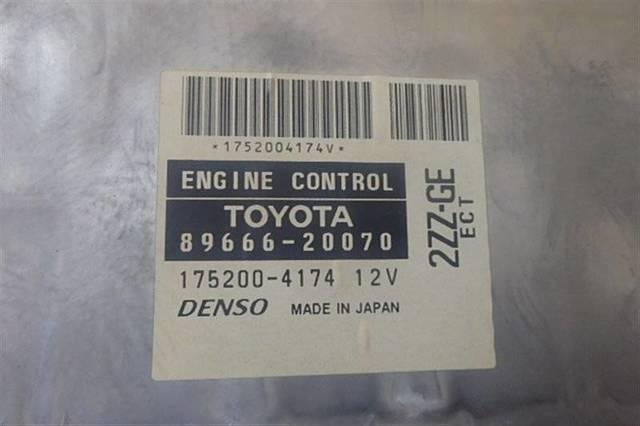 *1752004174V*
ENGINE CONTROL
TOYOTA
89666-20070
175200-4174 12V
DENSO MADE IN JAPAN
2ZZ-GE
ECT